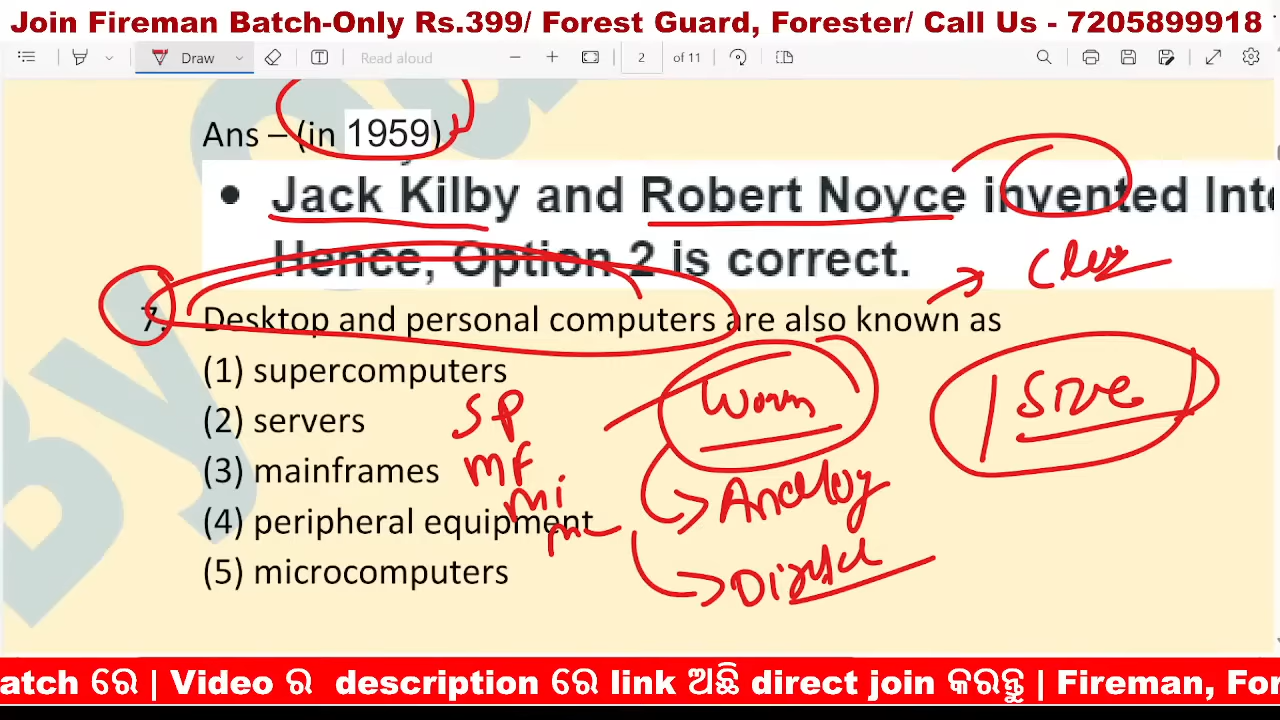 Join Fireman Batch-Only Rs.399/ Forest Guard, Forester/ Call Us - 7205899918
Draw
Read aloud
2 of 11
Ans – (in 1959)
• Jack Kilby and Robert Noyce invented Inte
Hence, Option 2 is correct.
7. Desktop and personal computers are also known as
(1) supercomputers
(2) servers
(3) mainframes
(4) peripheral equipment
(5) microcomputers
SP
MF
Mi
Size
Analog
atch ରେ | Video ର description ରେ link ଅଛି direct join କରନ୍ତୁ | Fireman, For